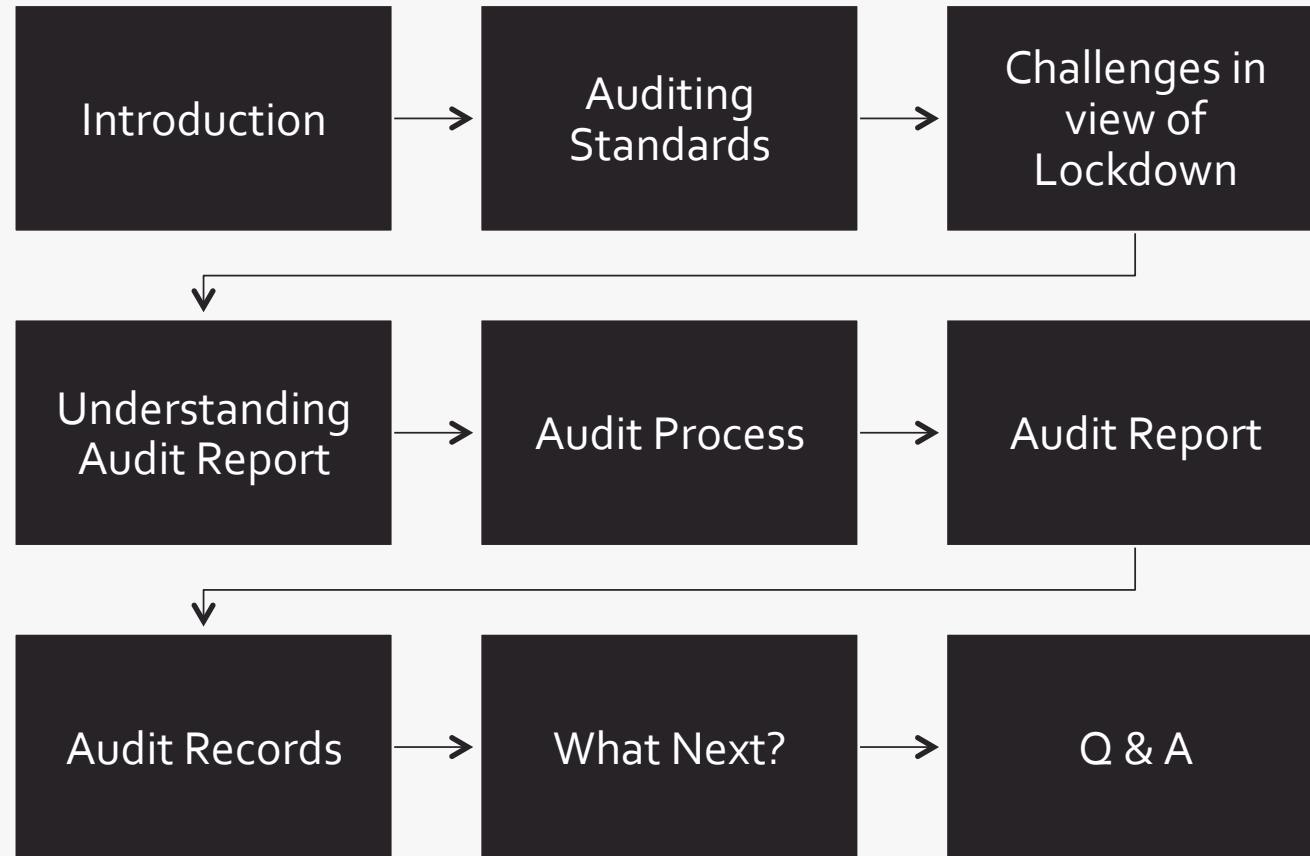 Introduction
Auditing
Standards
Challenges in
view of
Lockdown
Understanding
Audit Report
Audit Process
Audit Report
Audit Records
What Next?
Q & A